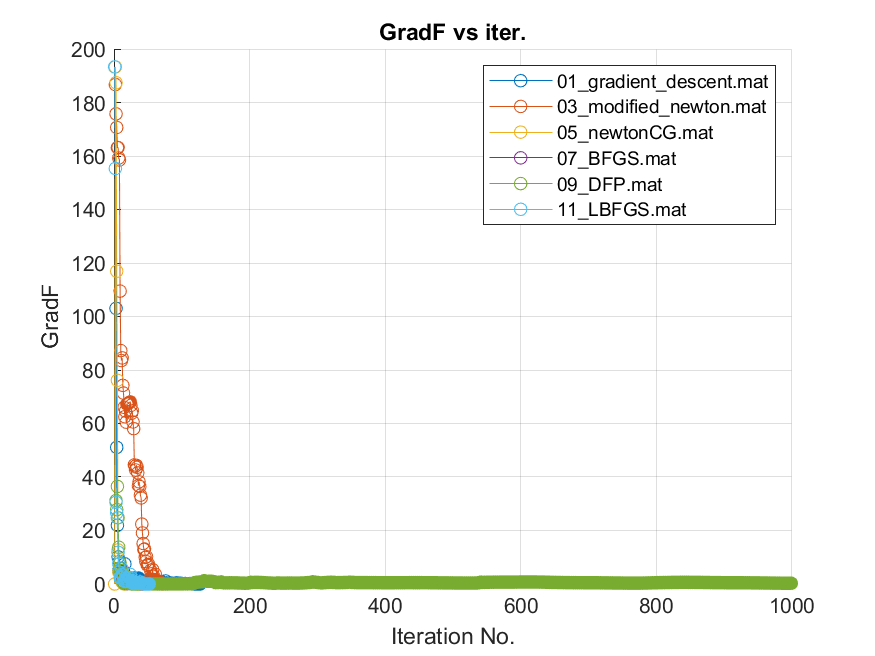 GradF vs iter.
200
180
160
140
120
100
80
60
40
20
0
GradF
01_gradient_descent.mat
03_modified_newton.mat
05_newtonCG.mat
07_BFGS.mat
09_DFP.mat
11_LBFGS.mat
0 200 400 600 800 1000
Iteration No.